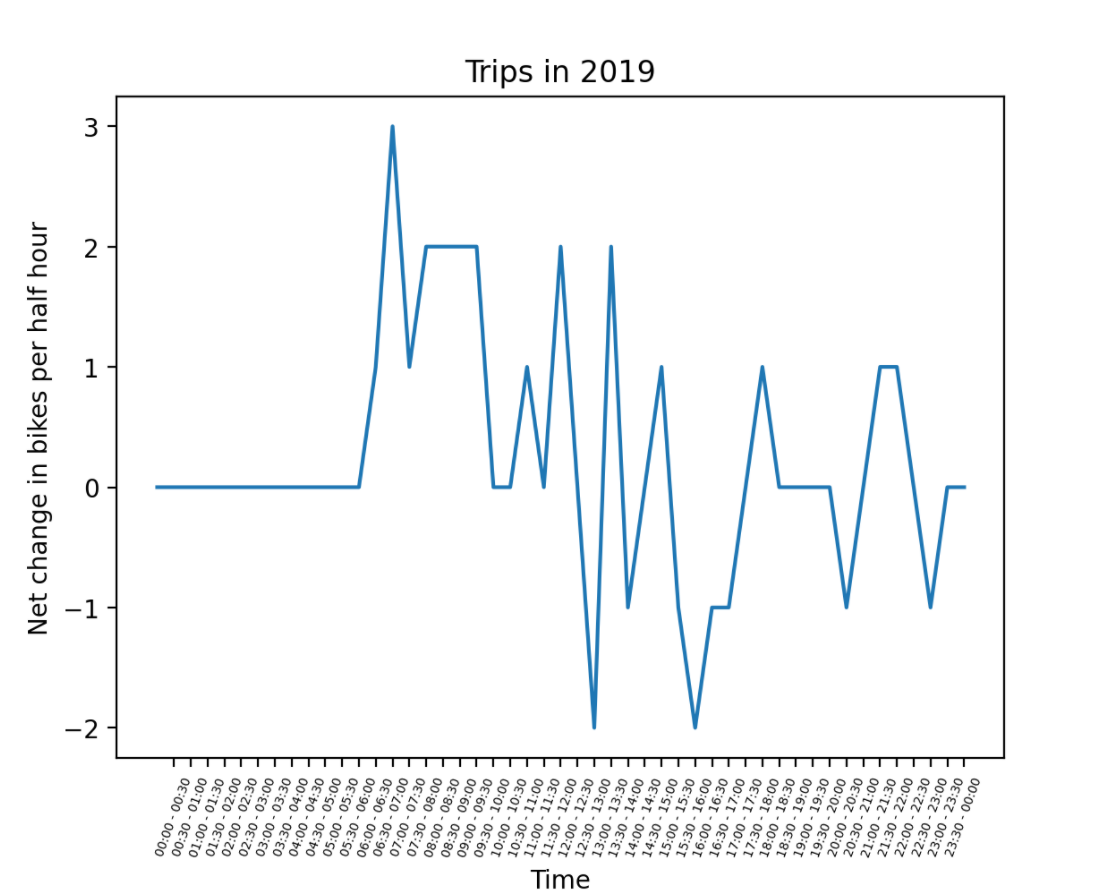 Trips in 2019
Net change in bikes per half hour
3
2
1
0
−1
−2
00:00 - 00:30
00:30 - 01:00
01:00 - 01:30
01:30 - 02:00
02:00 - 02:30
02:30 - 03:00
03:00 - 03:30
03:30 - 04:00
04:00 - 04:30
04:30 - 05:00
05:00 - 05:30
05:30 - 06:00
06:00 - 06:30
06:30 - 07:00
07:00 - 07:30
07:30 - 08:00
08:00 - 08:30
08:30 - 09:00
09:00 - 09:30
09:30 - 10:00
10:00 - 10:30
10:30 - 11:00
11:00 - 11:30
11:30 - 12:00
12:00 - 12:30
12:30 - 13:00
13:00 - 13:30
13:30 - 14:00
14:00 - 14:30
14:30 - 15:00
15:00 - 15:30
15:30 - 16:00
16:00 - 16:30
16:30 - 17:00
17:00 - 17:30
17:30 - 18:00
18:00 - 18:30
18:30 - 19:00
19:00 - 19:30
19:30 - 20:00
20:00 - 20:30
20:30 - 21:00
21:00 - 21:30
21:30 - 22:00
22:00 - 22:30
22:30 - 23:00
23:00 - 23:30
23:30 - 00:00
Time